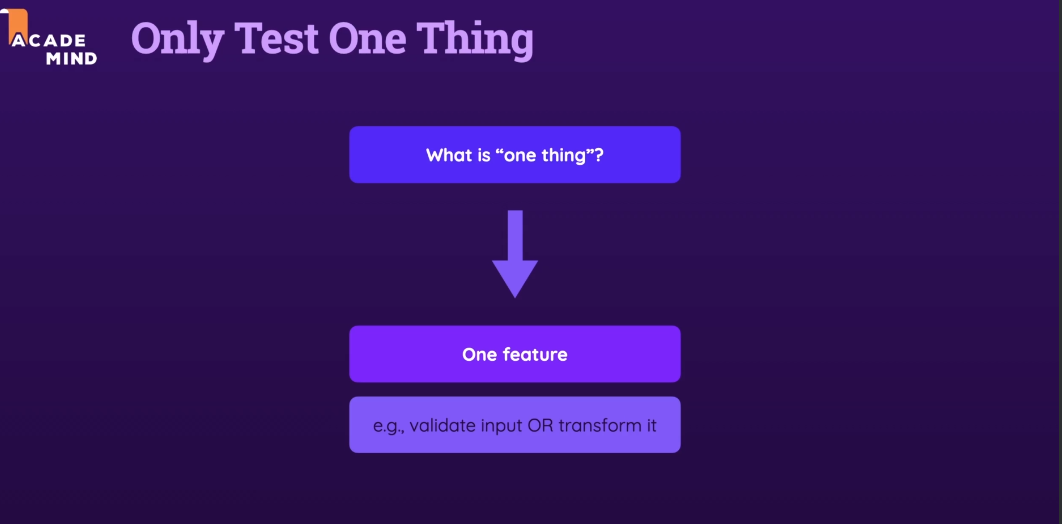 ACADE
MIND
Only Test One Thing
What is “one thing”?
One feature
e.g., validate input OR transform it